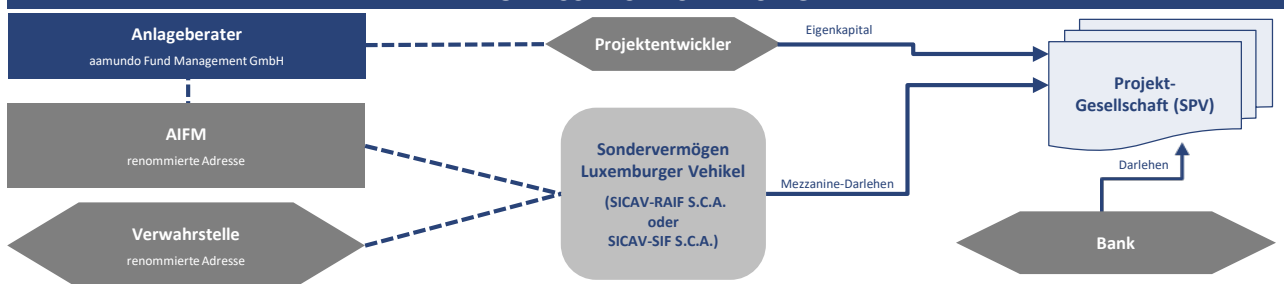 Anlageberater
aamundo Fund Management GmbH
Projektentwickler
Eigenkapital
Projekt-
Gesellschaft (SPV)
AIFM
renommierte Adresse
Sondervermögen
Luxemburger Vehikel
(SICAV-RAIF S.C.A.
oder
SICAV-SIF S.C.A.)
Mezzanine-Darlehen
Darlehen
Verwahrstelle
renommierte Adresse
Bank